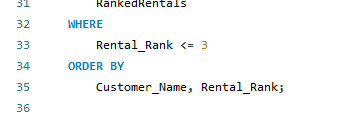 31 RankedRentals
32 WHERE
33 Rental_Rank <= 3
34 ORDER BY
35 Customer_Name, Rental_Rank;
36